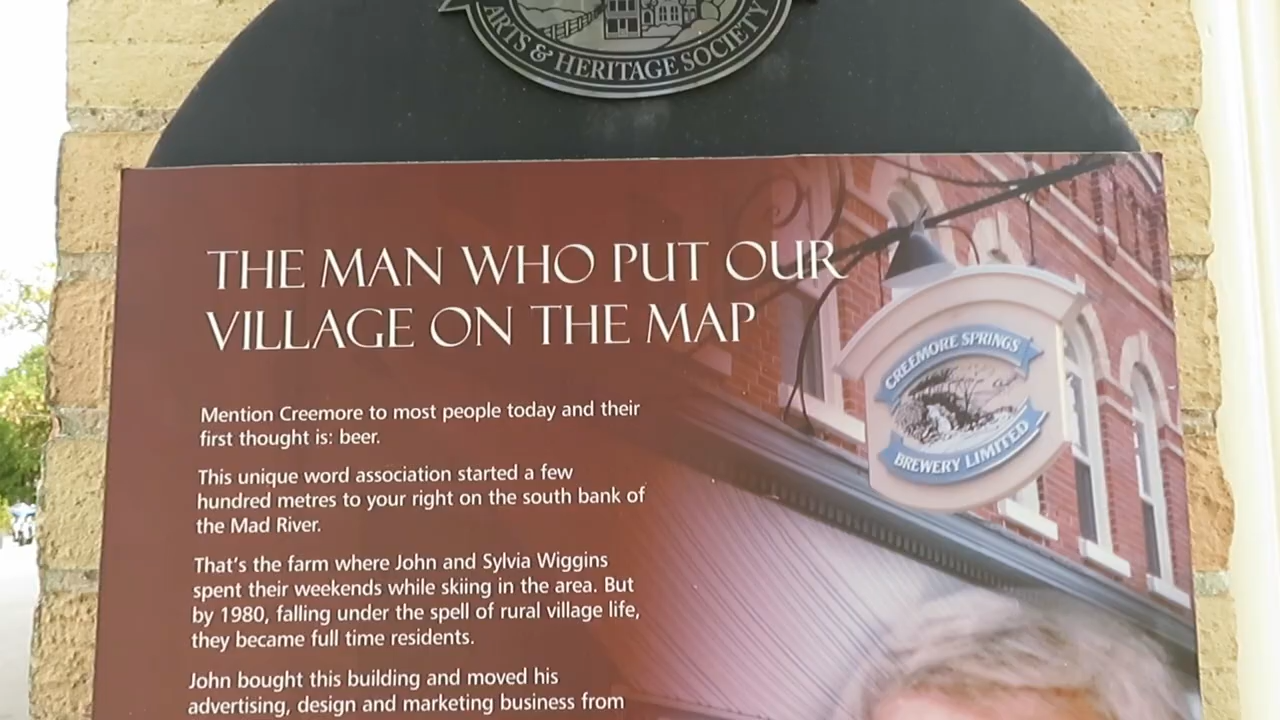 ARTS & HERITAGE SOCIETY
THE MAN WHO PUT OUR
VILLAGE ON THE MAP
CREEMORE SPRINGS
BREWERY LIMITED
Mention Creemore to most people today and their
first thought is: beer.
This unique word association started a few
hundred metres to your right on the south bank of
the Mad River.
That's the farm where John and Sylvia Wiggins
spent their weekends while skiing in the area. But
by 1980, falling under the spell of rural village life,
they became full time residents.
John bought this building and moved his
advertising, design and marketing business from